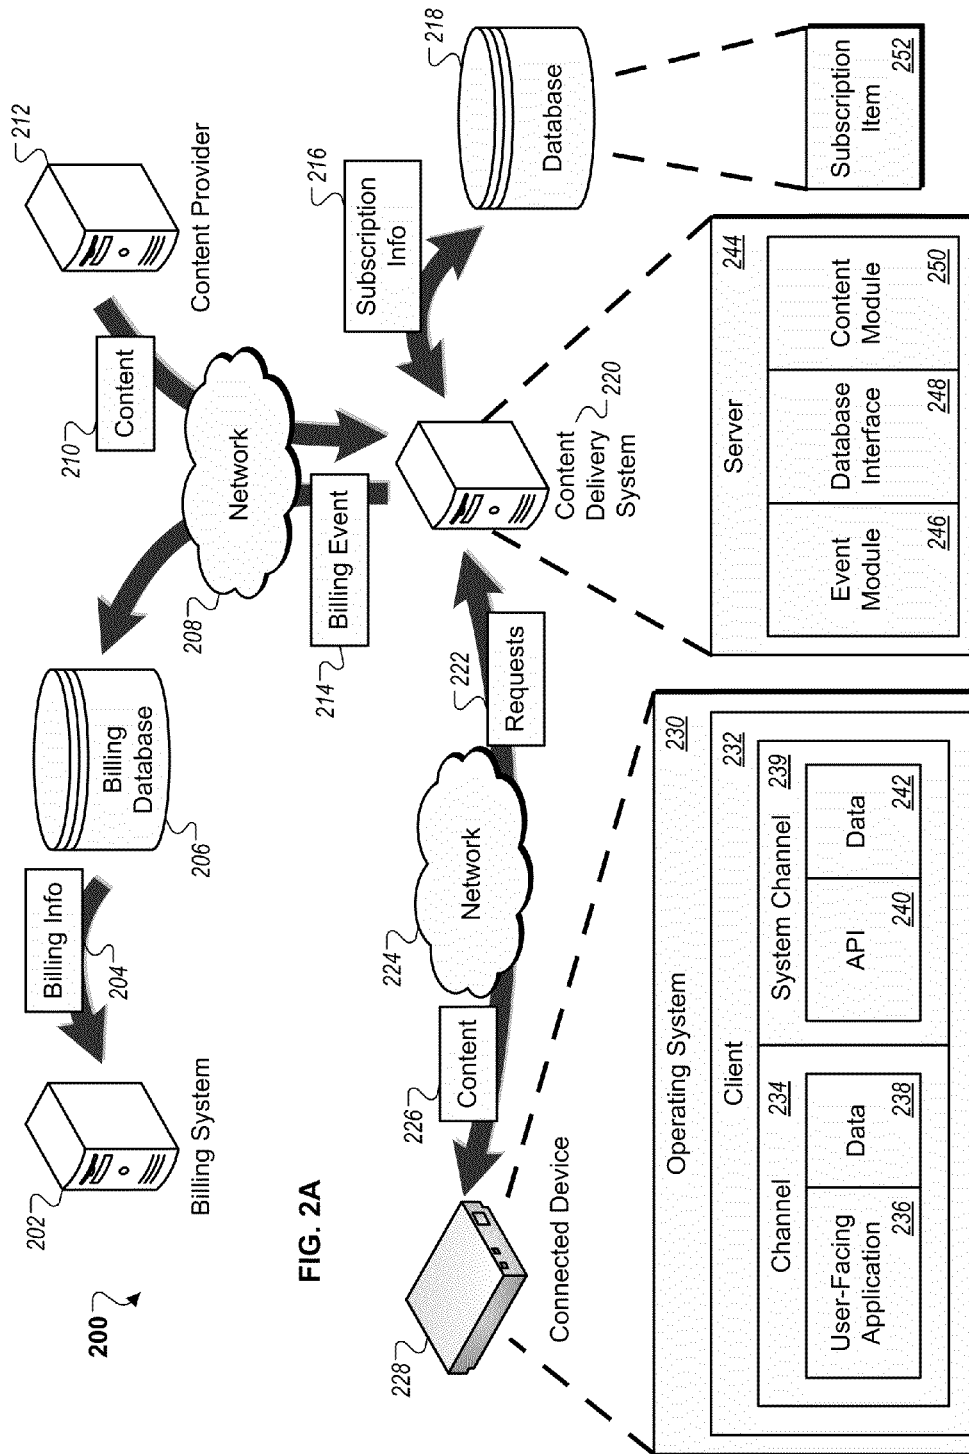 200
202
Billing System
Billing Info
204
Billing
Database
206
Content
210
212
Content Provider
Network
208
FIG. 2A
Billing Event
214
Subscription
Info
216
218
Database
228
Connected Device
Content
226
Network
224
Requests
222
Content
Delivery
System
220
Operating System
230
Client
232
Channel
234
User-Facing
Application
236
Data
238
System Channel
239
API
240
Data
242
Server
244
Event
Module
246
Database
Interface
248
Content
Module
250
Subscription
Item
252